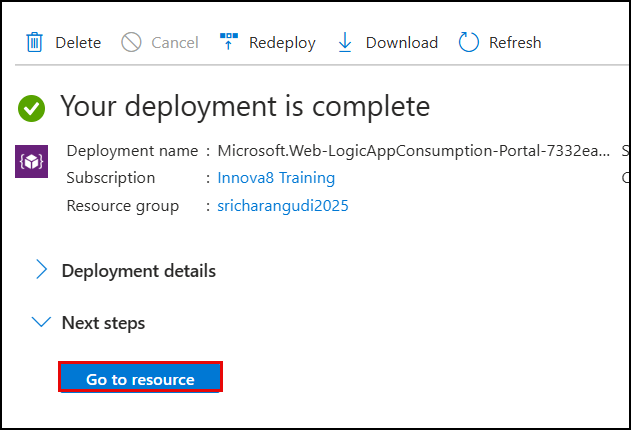 Delete Cancel Redeploy Download Refresh
Your deployment is complete
Deployment name : Microsoft.Web-LogicAppConsumption-Portal-7332ea... S
Subscription : Innova8 Training
Resource group : sricharangudi2025
Deployment details
Next steps
Go to resource